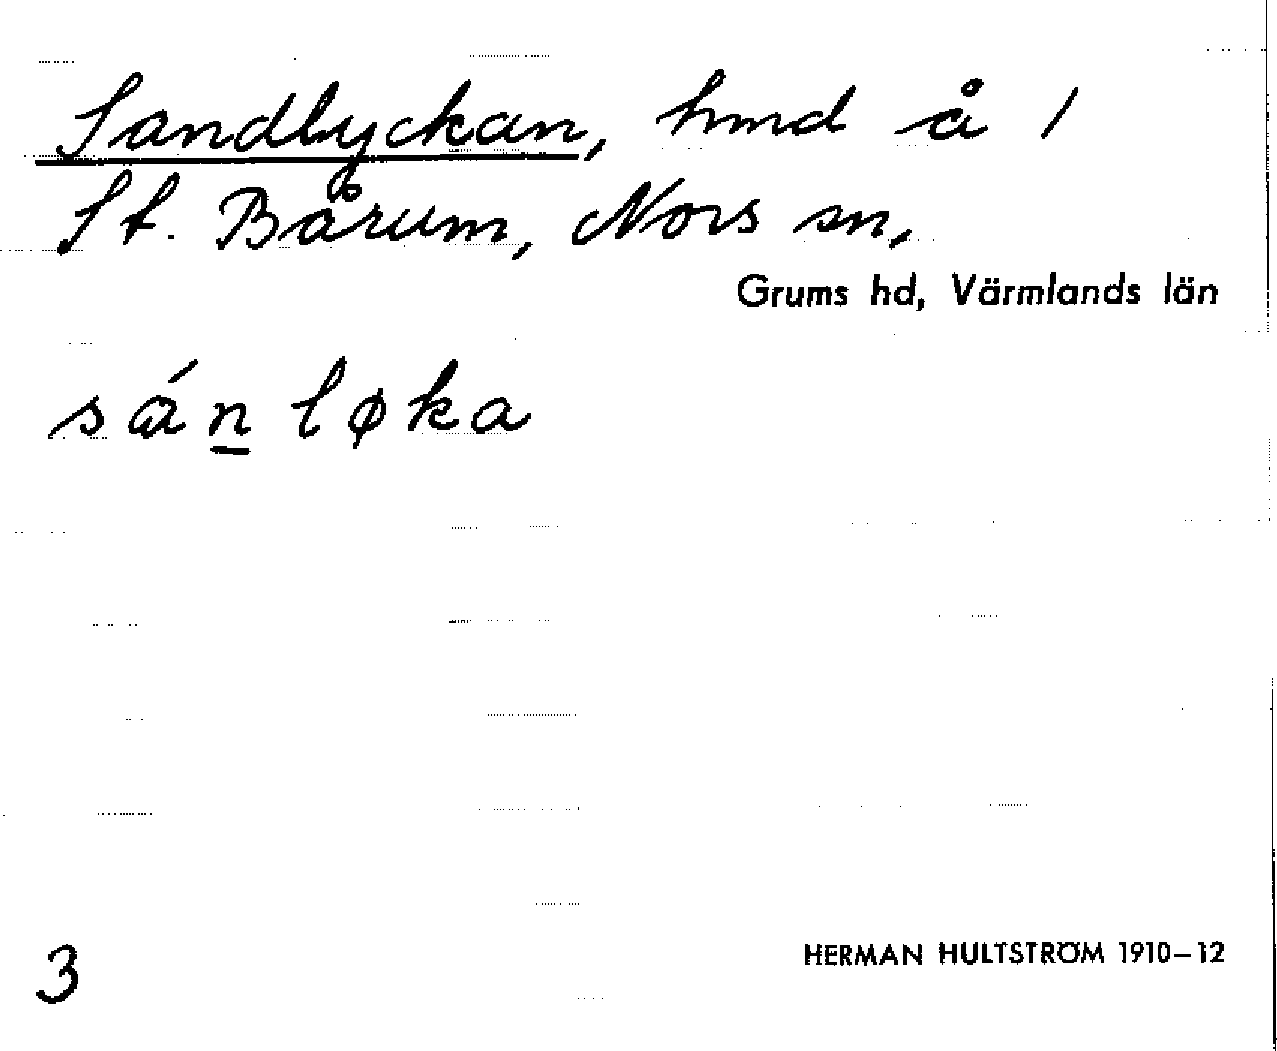 Sandlyckan, hmd å 1
St. Bårum, Nors sn,
Grums hd, Värmlands län
sánløka
3
HERMAN HULTSTRÖM 1910–12